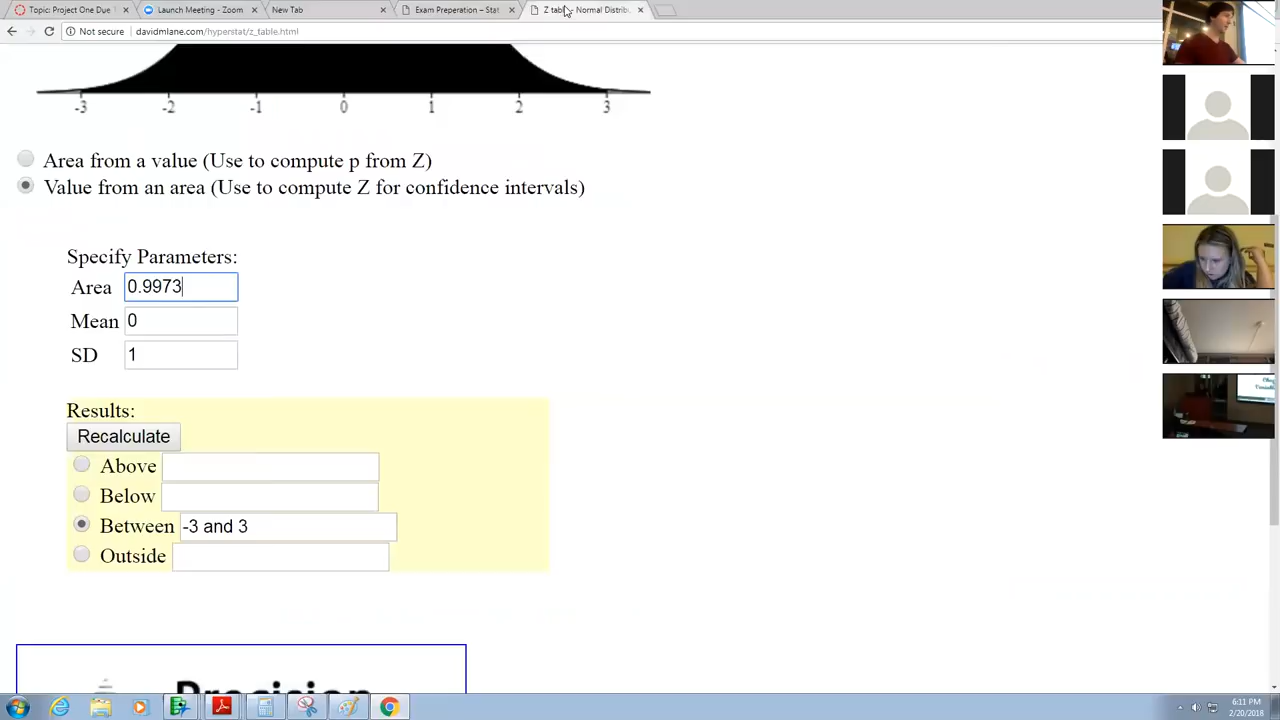 Topic: Project One Due
Launch Meeting - Zoom
New Tab
Exam Preperation – Stat
Z table - Normal Distribu
Not secure
davidmlane.com/hyperstat/z_table.html
-3 -2 -1 0 1 2 3
Area from a value (Use to compute p from Z)
Value from an area (Use to compute Z for confidence intervals)
Specify Parameters:
Area 0.9973
Mean 0
SD 1
Results:
Recalculate
Above
Below
Between -3 and 3
Outside
Precision
6:11 PM
2/20/2018